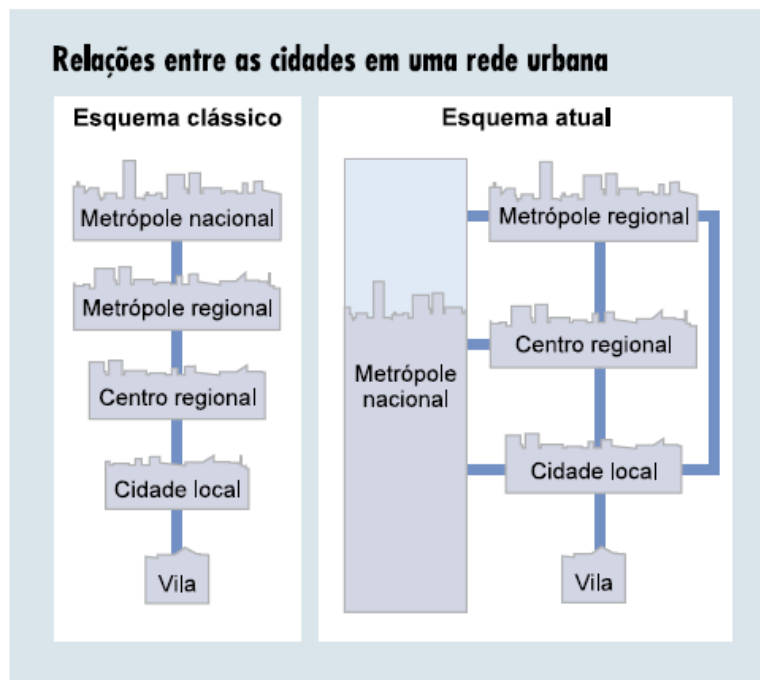 Relações entre as cidades em uma rede urbana
Esquema clássico
Metrópole nacional
Metrópole regional
Centro regional
Cidade local
Vila
Esquema atual
Metrópole
nacional
Metrópole regional
Centro regional
Cidade local
Vila